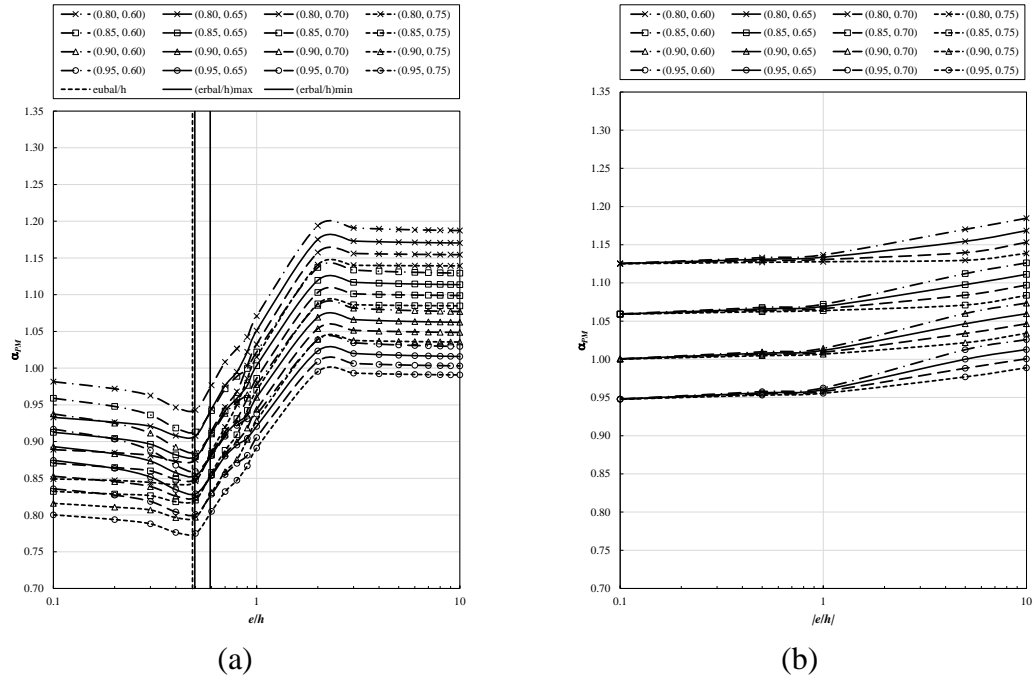 (0.80, 0.60) (0.80, 0.65) (0.80, 0.70) (0.80, 0.75)
(0.85, 0.60) (0.85, 0.65) (0.85, 0.70) (0.85, 0.75)
(0.90, 0.60) (0.90, 0.65) (0.90, 0.70) (0.90, 0.75)
(0.95, 0.60) (0.95, 0.65) (0.95, 0.70) (0.95, 0.75)
eubal/h (erbal/h)max (erbal/h)min
1.35
1.30
1.25
1.20
1.15
1.10
1.05
1.00
0.95
0.90
0.85
0.80
0.75
0.70
α_PM
0.1 1 10
e/h
(a)
(0.80, 0.60) (0.80, 0.65) (0.80, 0.70) (0.80, 0.75)
(0.85, 0.60) (0.85, 0.65) (0.85, 0.70) (0.85, 0.75)
(0.90, 0.60) (0.90, 0.65) (0.90, 0.70) (0.90, 0.75)
(0.95, 0.60) (0.95, 0.65) (0.95, 0.70) (0.95, 0.75)
1.35
1.30
1.25
1.20
1.15
1.10
1.05
1.00
0.95
0.90
0.85
0.80
0.75
0.70
α_PM
0.1 1 10
|e/h|
(b)